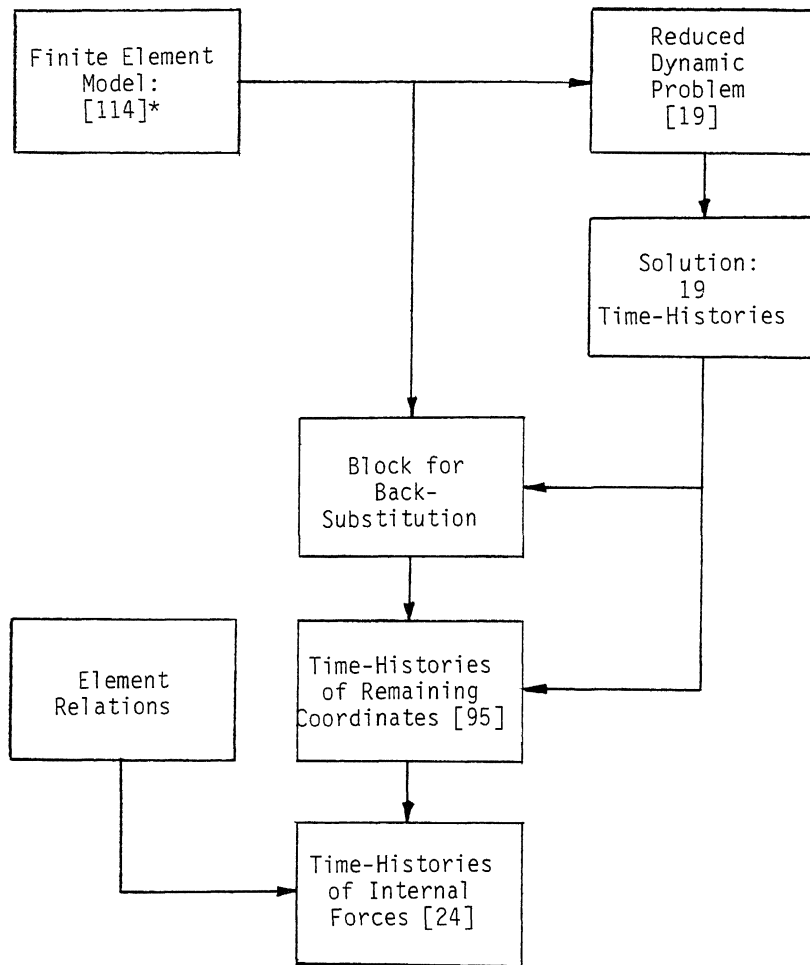 Finite Element
Model:
[114]*
Reduced
Dynamic
Problem
[19]
Solution:
19
Time-Histories
Block for
Back-
Substitution
Element
Relations
Time-Histories
of Remaining
Coordinates [95]
Time-Histories
of Internal
Forces [24]